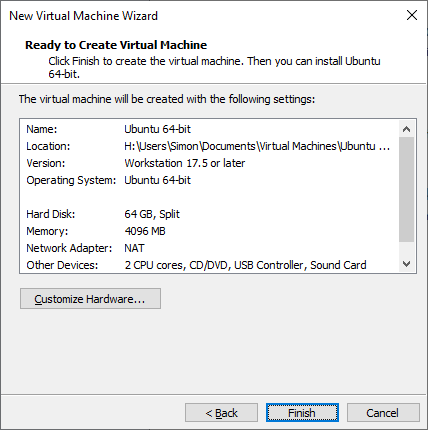 New Virtual Machine Wizard
Ready to Create Virtual Machine
Click Finish to create the virtual machine. Then you can install Ubuntu
64-bit.
The virtual machine will be created with the following settings:
Name: Ubuntu 64-bit
Location: H:\Users\Simon\Documents\Virtual Machines\Ubuntu ...
Version: Workstation 17.5 or later
Operating System: Ubuntu 64-bit
Hard Disk: 64 GB, Split
Memory: 4096 MB
Network Adapter: NAT
Other Devices: 2 CPU cores, CD/DVD, USB Controller, Sound Card
Customize Hardware...
< Back Finish Cancel